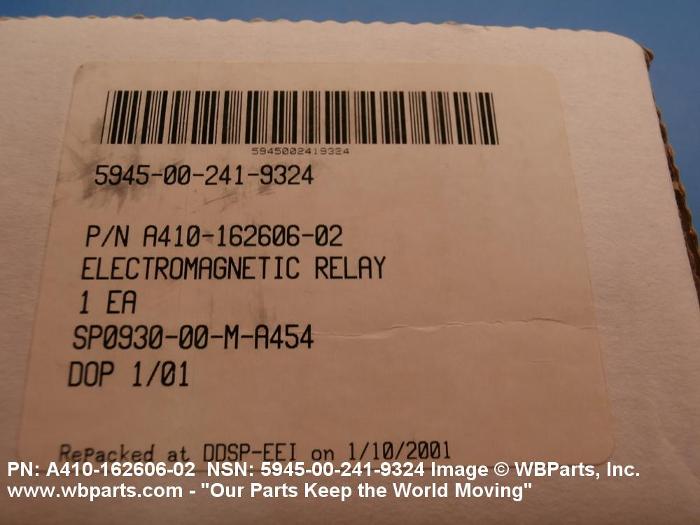 5945002419324
5945-00-241-9324
P/N A410-162606-02
ELECTROMAGNETIC RELAY
1 EA
SP0930-00-M-A454
DOP 1/01
RePacked at DDSP-EEI on 1/10/2001
PN: A410-162606-02 NSN: 5945-00-241-9324 Image © WBParts, Inc.
www.wbparts.com - "Our Parts Keep the World Moving"